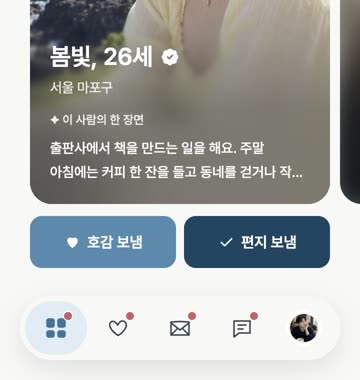 봄빛, 26세
서울 마포구
이 사람의 한 장면
출판사에서 책을 만드는 일을 해요. 주말
아침에는 커피 한 잔을 들고 동네를 걷거나 작...
호감 보냄
편지 보냄